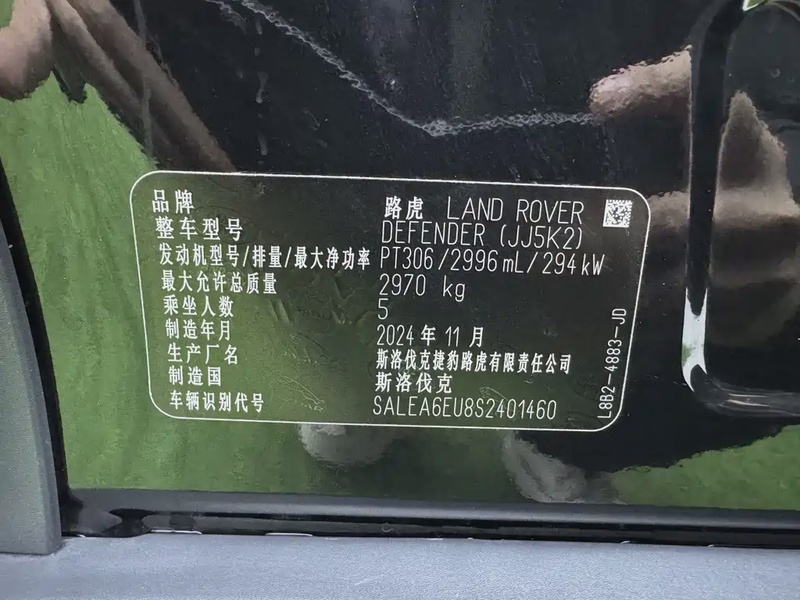 品牌 路虎 LAND ROVER
整车型号 DEFENDER (JJ5K2)
发动机型号/排量/最大净功率 PT306/2996mL/294kW
最大允许总质量 2970 kg
乘坐人数 5
制造年月 2024年11月
生产厂名 斯洛伐克捷豹路虎有限责任公司
制造国 斯洛伐克
车辆识别代号 SALEA6EU8S2401460
L8B2-4883-JD